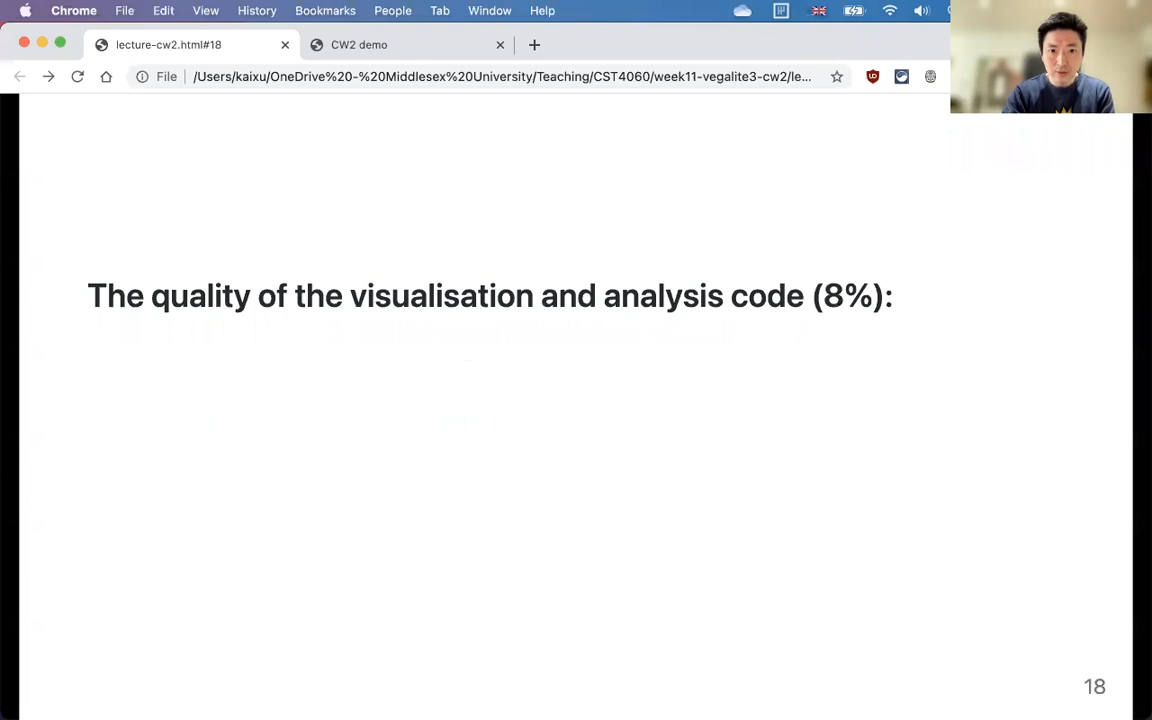 Chrome File Edit View History Bookmarks People Tab Window Help
lecture-cw2.html#18 CW2 demo
File /Users/kaixu/OneDrive%20-%20Middlesex%20University/Teaching/CST4060/week11-vegalite3-cw2/le...
The quality of the visualisation and analysis code (8%):
18